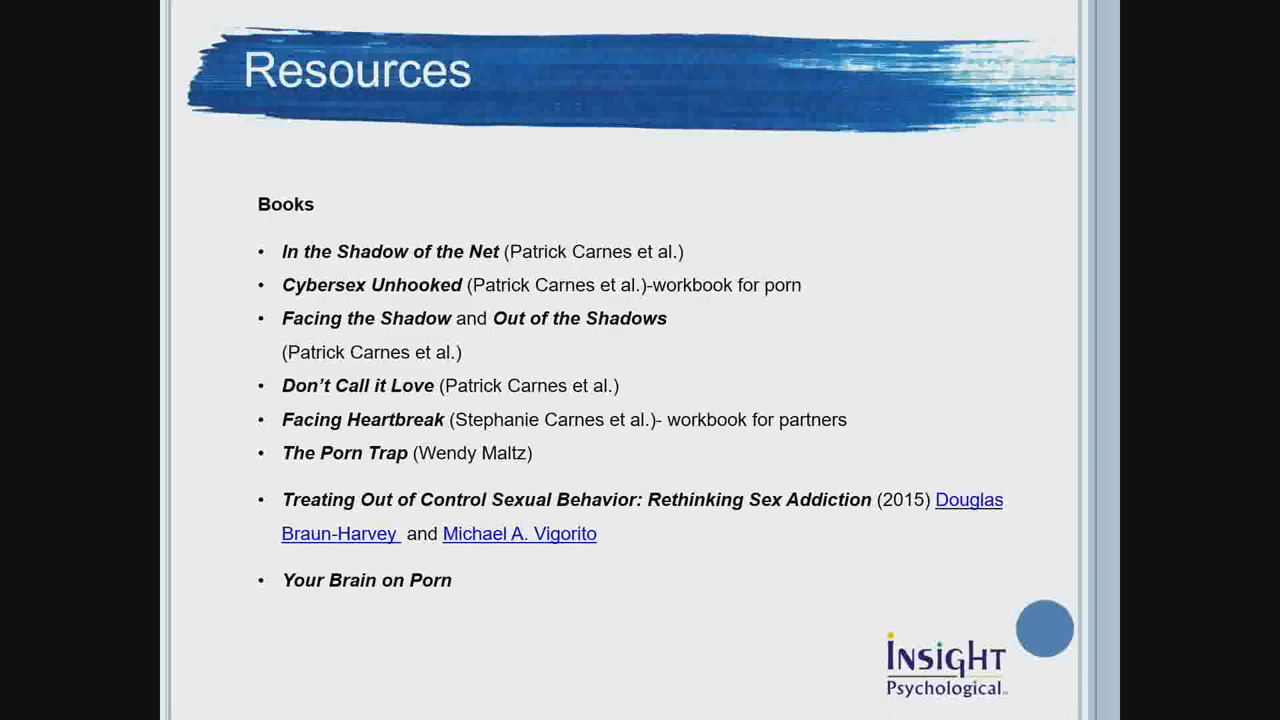 Resources
Books
• In the Shadow of the Net (Patrick Carnes et al.)
• Cybersex Unhooked (Patrick Carnes et al.)-workbook for porn
• Facing the Shadow and Out of the Shadows
(Patrick Carnes et al.)
• Don’t Call it Love (Patrick Carnes et al.)
• Facing Heartbreak (Stephanie Carnes et al.)- workbook for partners
• The Porn Trap (Wendy Maltz)
• Treating Out of Control Sexual Behavior: Rethinking Sex Addiction (2015) Douglas
Braun-Harvey and Michael A. Vigorito
• Your Brain on Porn
INSiGHT
Psychological